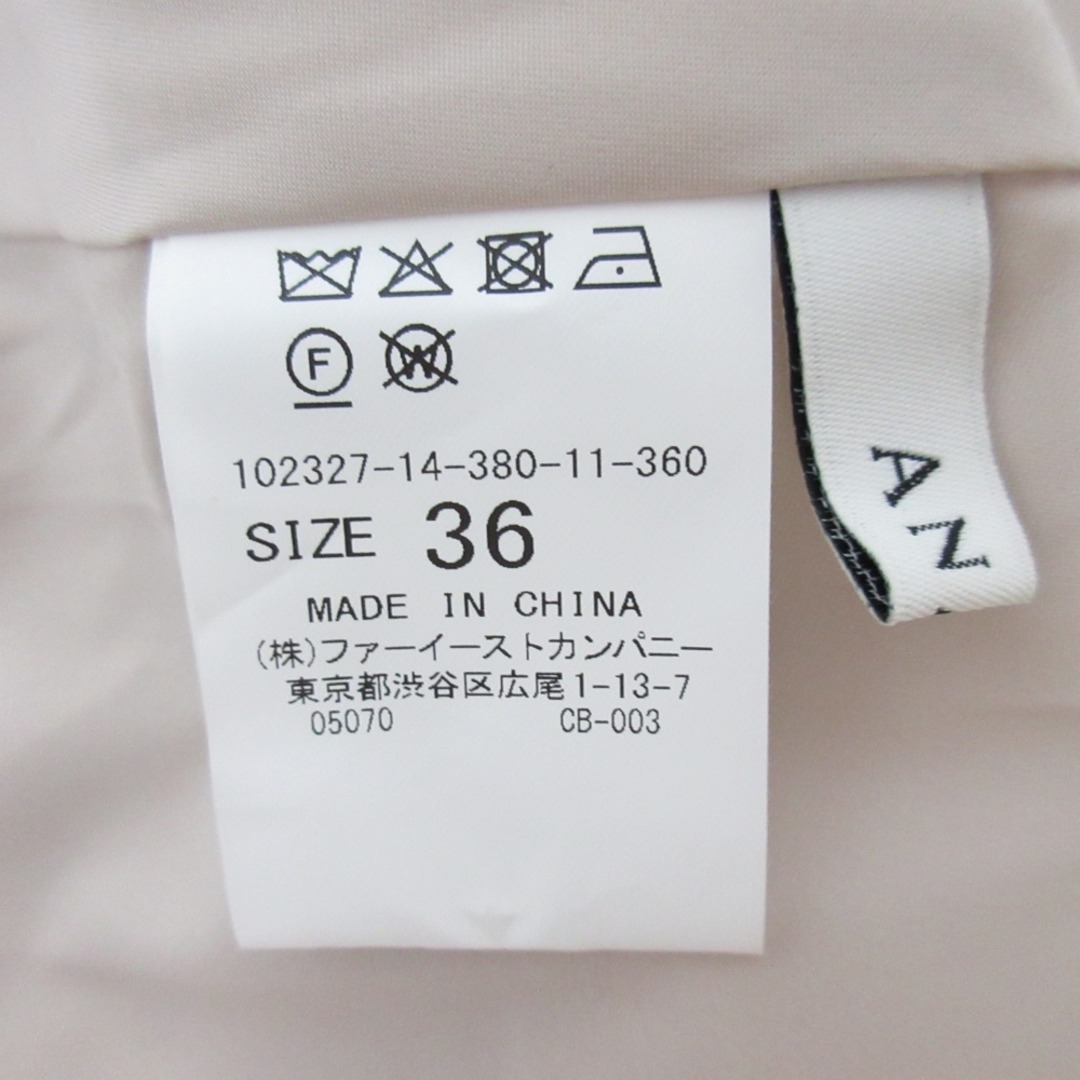 F
W
102327-14-380-11-360
SIZE 36
MADE IN CHINA
(株)ファーイーストカンパニー
東京都渋谷区広尾1-13-7
05070 CB-003
AN